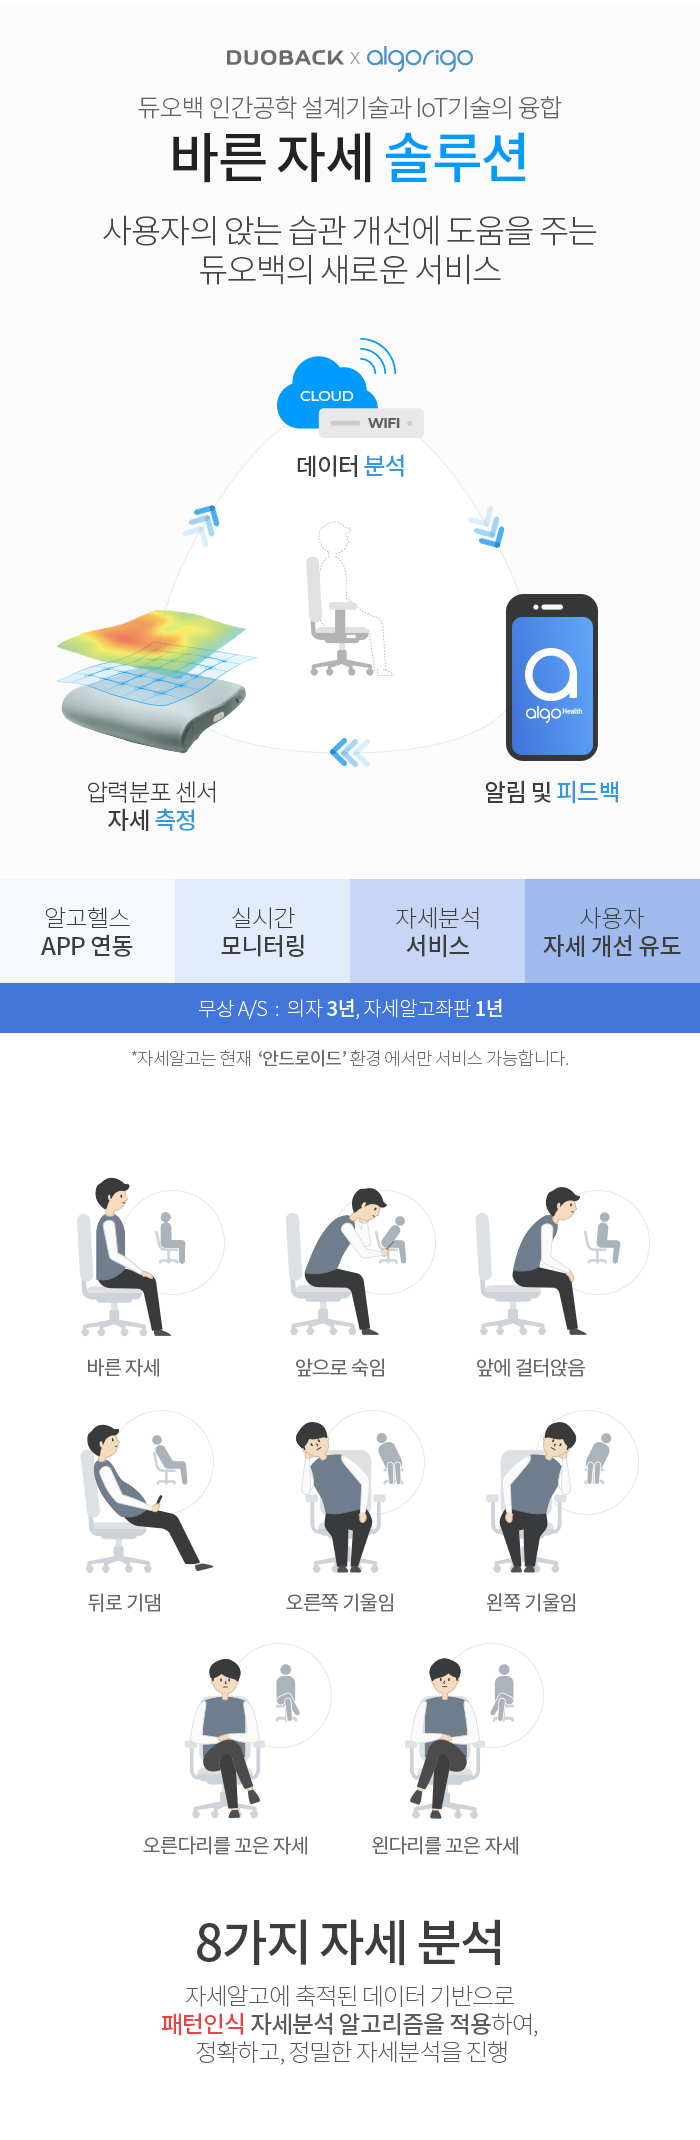 DUOBACK X algorigo
듀오백 인간공학 설계기술과 IoT기술의 융합
바른 자세 솔루션
사용자의 앉는 습관 개선에 도움을 주는
듀오백의 새로운 서비스
CLOUD
WIFI
데이터 분석
algo Health
압력분포 센서
자세 측정
알림 및 피드백
알고헬스
APP 연동
실시간
모니터링
자세분석
서비스
사용자
자세 개선 유도
무상 A/S : 의자 3년, 자세알고좌판 1년
*자세알고는 현재 ‘안드로이드’ 환경 에서만 서비스 가능합니다.
바른 자세
앞으로 숙임
앞에 걸터앉음
뒤로 기댐
오른쪽 기울임
왼쪽 기울임
오른다리를 꼬은 자세
왼다리를 꼬은 자세
8가지 자세 분석
자세알고에 축적된 데이터 기반으로
패턴인식 자세분석 알고리즘을 적용하여,
정확하고, 정밀한 자세분석을 진행